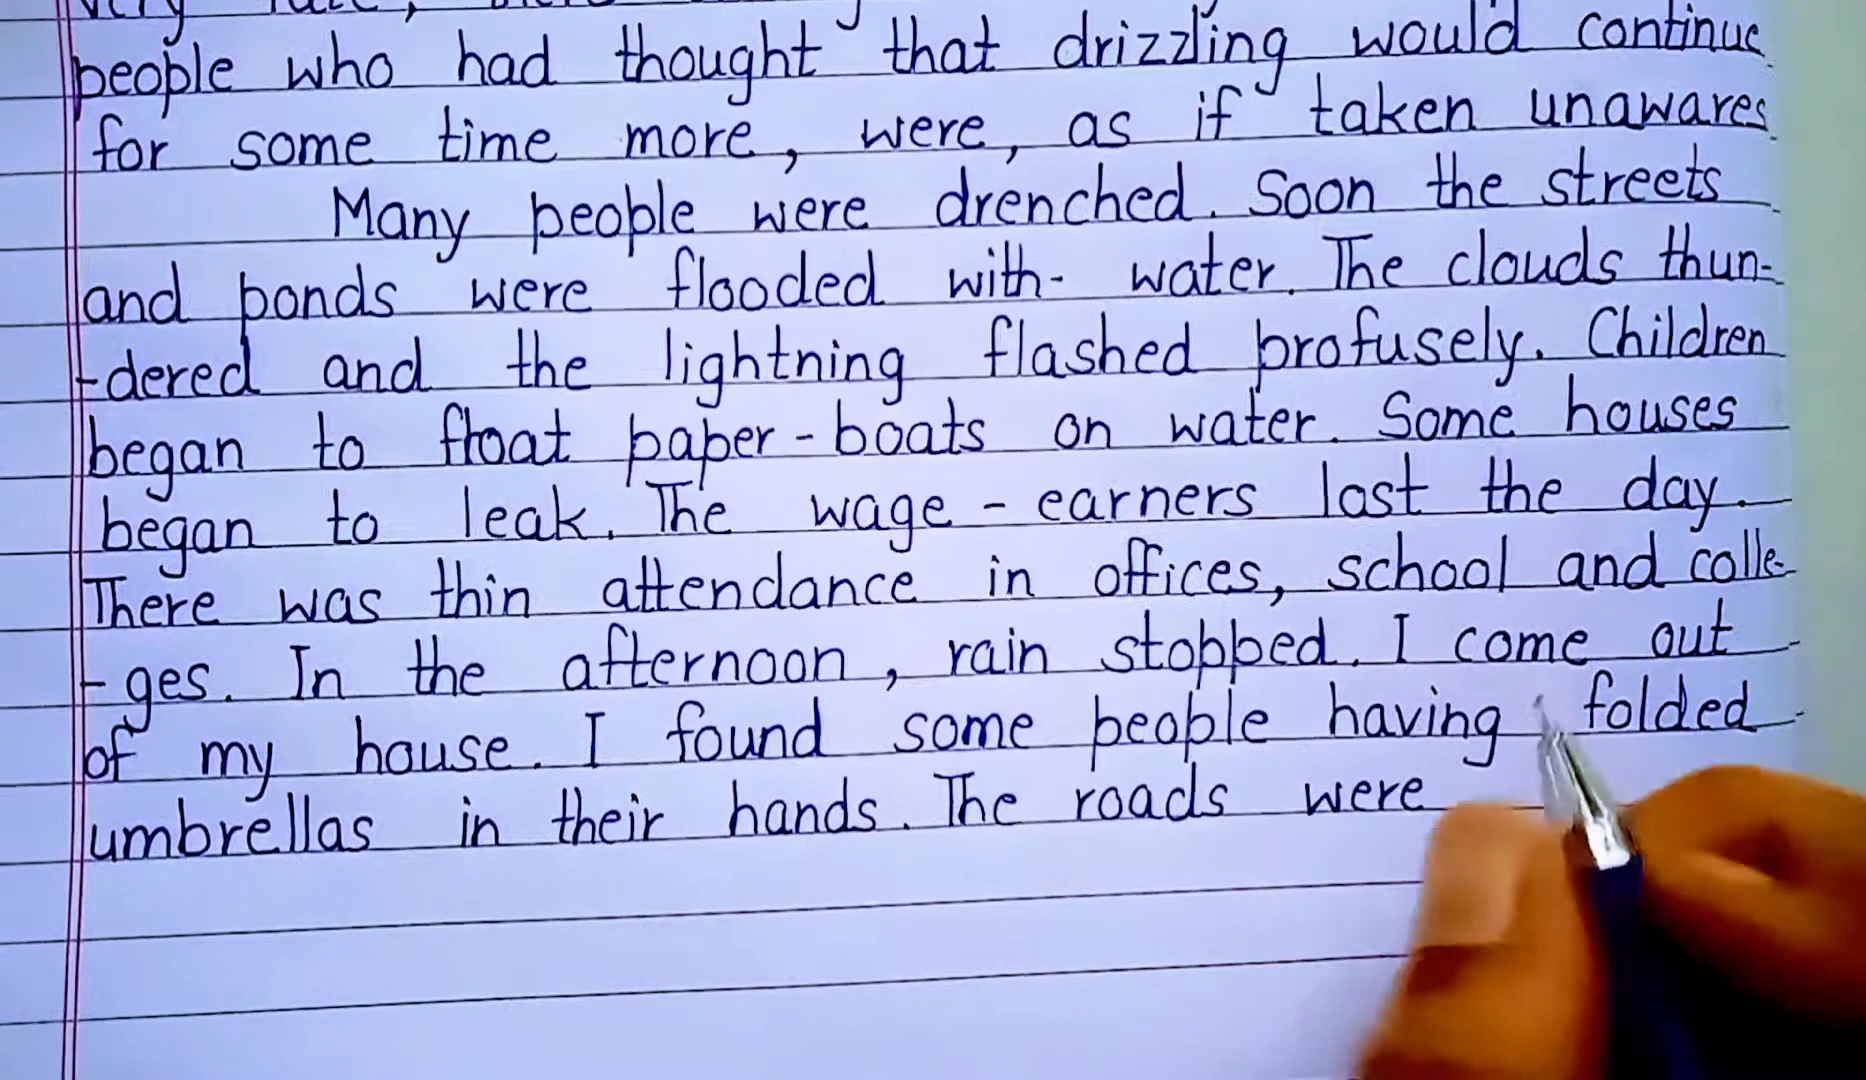 very
people who had thought that drizzling would continue
for some time more, were, as if taken unawares
Many people were drenched. Soon the streets
and ponds were flooded with- water. The clouds thun-
-dered and the lightning flashed profusely. Children
began to float paper-boats on water. Some houses
began to leak. The wage-earners lost the day.
There was thin attendance in offices, school and colle-
-ges. In the afternoon, rain stopped. I come out
of my house. I found some people having folded
umbrellas in their hands. The roads were